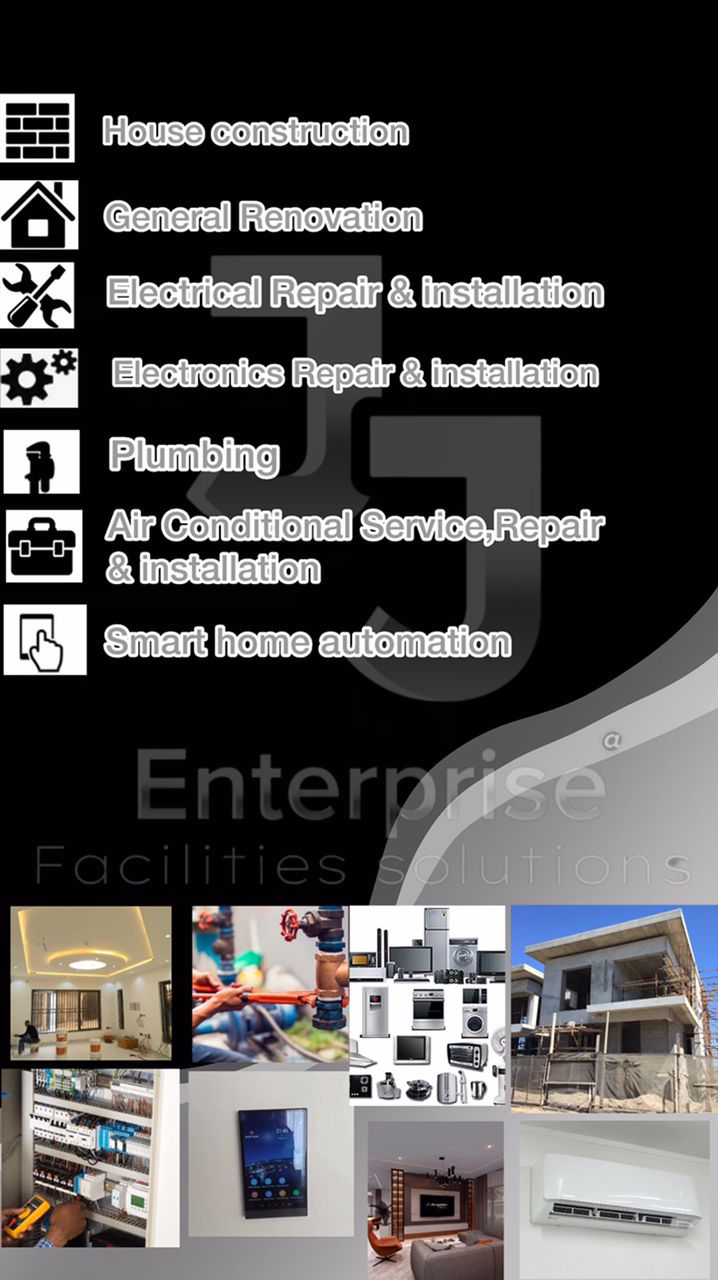 House construction
General Renovation
Electrical Repair & installation
Electronics Repair & installation
Plumbing
Air Conditional Service,Repair
& installation
Smart home automation
JJ
@
Enterprise
Facilities solutions